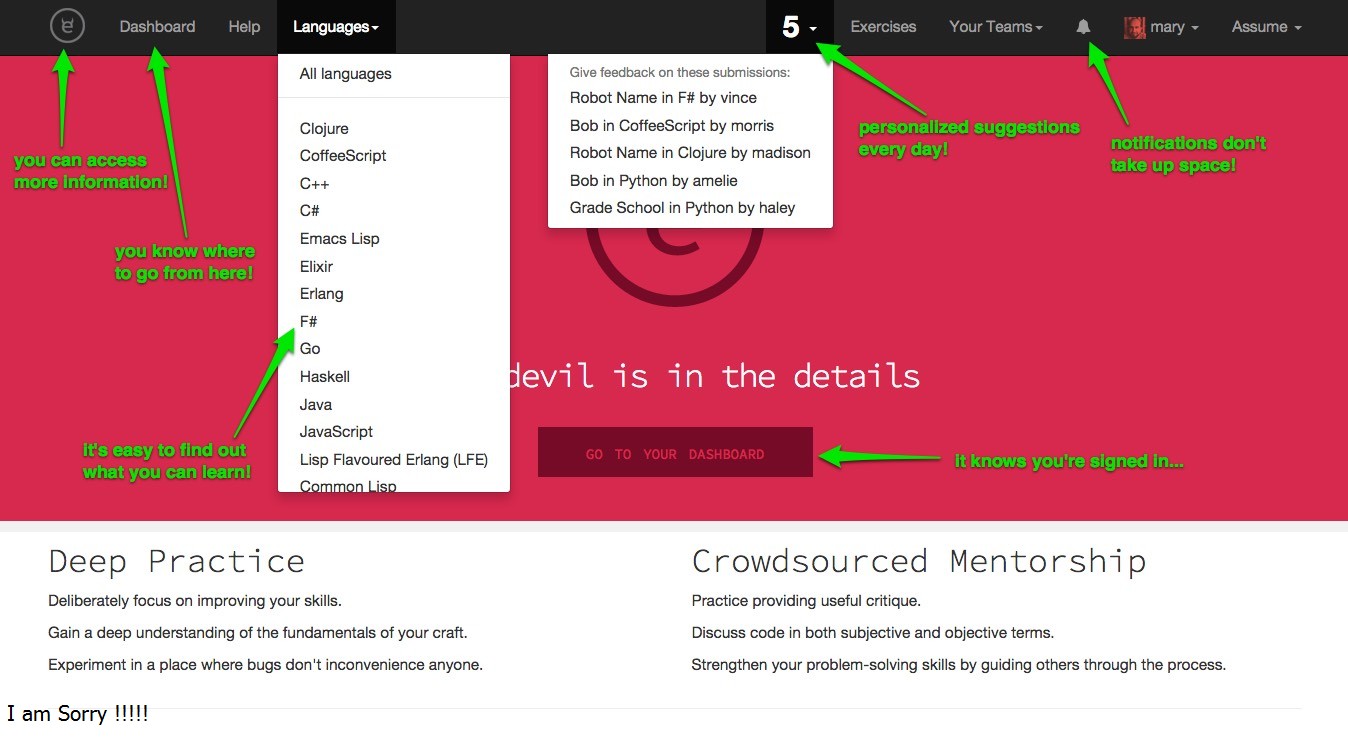 Dashboard Help Languages 5 Exercises Your Teams mary Assume
All languages
Clojure
CoffeeScript
C++
C#
Emacs Lisp
Elixir
Erlang
F#
Go
Haskell
Java
JavaScript
Lisp Flavoured Erlang (LFE)
Common Lisp
Give feedback on these submissions:
Robot Name in F# by vince
Bob in CoffeeScript by morris
Robot Name in Clojure by madison
Bob in Python by amelie
Grade School in Python by haley
you can access
more information!
you know where
to go from here!
it's easy to find out
what you can learn!
personalized suggestions
every day!
notifications don't
take up space!
devil is in the details
GO TO YOUR DASHBOARD
it knows you're signed in...
Deep Practice
Deliberately focus on improving your skills.
Gain a deep understanding of the fundamentals of your craft.
Experiment in a place where bugs don't inconvenience anyone.
Crowdsourced Mentorship
Practice providing useful critique.
Discuss code in both subjective and objective terms.
Strengthen your problem-solving skills by guiding others through the process.
I am Sorry !!!!!